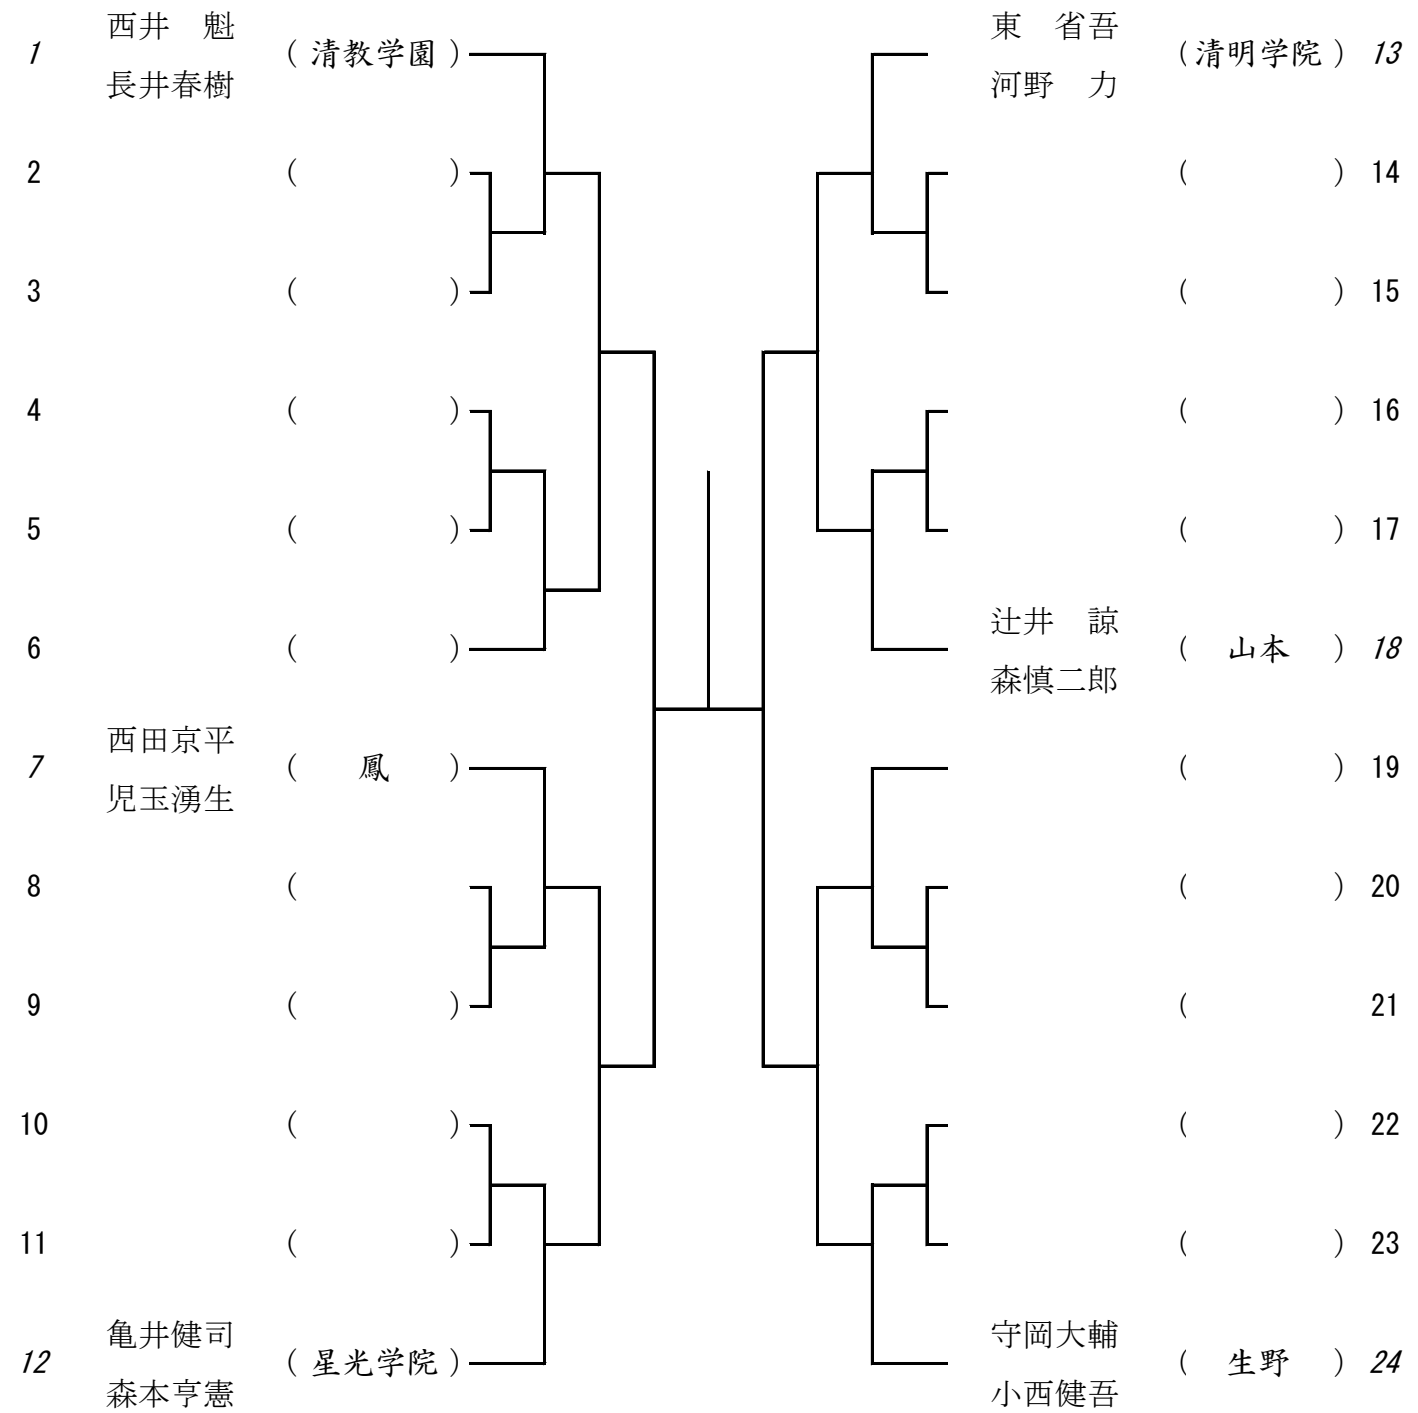 西井　魁
1 (清教学園)
長井春樹
2 ( )
3 ( )
4 ( )
5 ( )
6 ( )
西田京平
7 ( 鳳 )
児玉湧生
8 (
9 ( )
10 ( )
11 ( )
亀井健司
12 (星光学院)
森本亨憲
東　省吾
(清明学院) 13
河野　力
( ) 14
( ) 15
( ) 16
( ) 17
辻井　諒
( 山本 ) 18
森慎二郎
( ) 19
( ) 20
( 21
( ) 22
( ) 23
守岡大輔
( 生野 ) 24
小西健吾